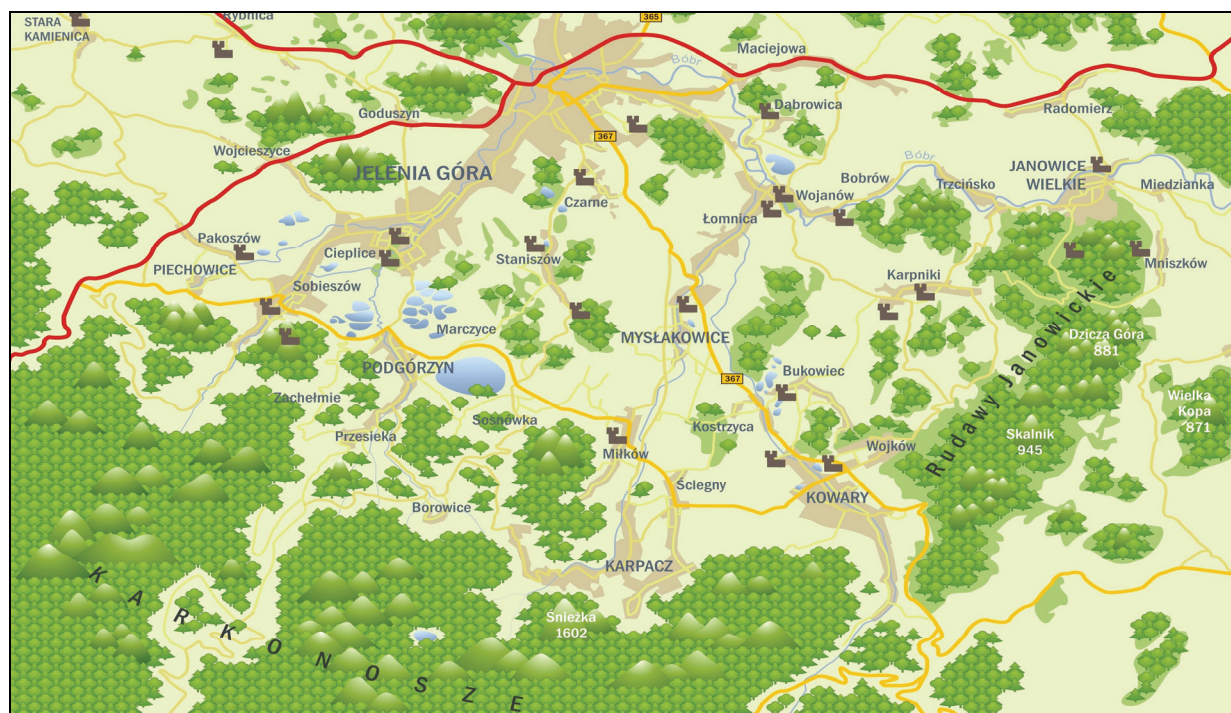 Rybnica
STARA
KAMIENICA
365
Maciejowa
Bóbr
Goduszyn
367
Dąbrowica
Radomierz
Wojcieszyce
JELENIA GÓRA
Czarne
Bóbr
Bobrów
Wojanów
Trzcińsko
JANOWICE
WIELKIE
Miedzianka
Łomnica
Pakoszów
PIECHOWICE
Cieplice
Staniszów
Sobieszów
Karpniki
Mniszków
Marczyce
MYSŁAKOWICE
Dzicza Góra
881
PODGÓRZYN
367
Bukowiec
Rudawy Janowickie
Zachełmie
Sosnówka
Kostrzyca
Wielka
Kopa
871
Przesieka
Miłków
Wojków
Skalnik
945
Ściegny
KOWARY
Borowice
KARPACZ
Śnieżka
1602
KARKONOSZE